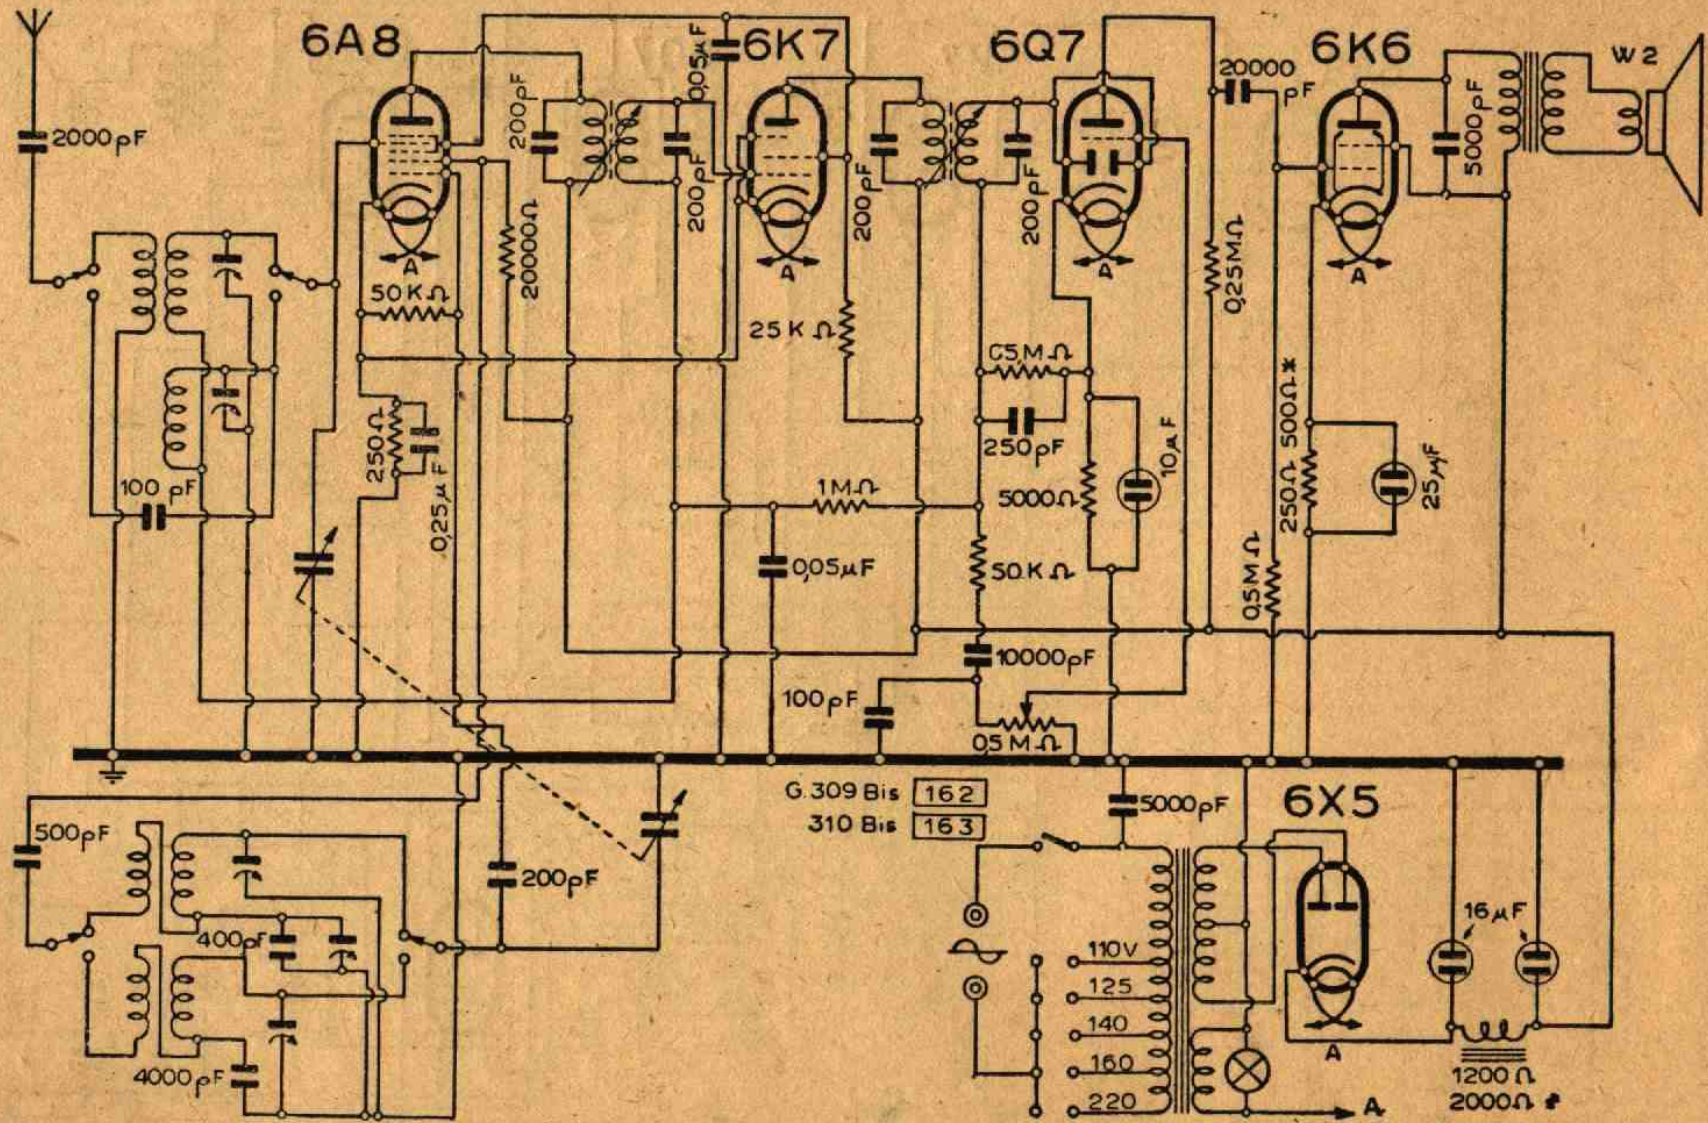 6A8
6K7
6Q7
6K6
W2
2000pF
200pF
0,05µF
200pF
200pF
200pF
20000
pF
5000pF
20000Ω
A
A
A
A
50KΩ
25KΩ
0,25MΩ
C5,MΩ
250pF
250Ω
0,25µF
100pF
1MΩ
5000Ω
10µF
250Ω 500Ω*
25µF
0,05µF
50KΩ
0,5MΩ
10000pF
100pF
0,5MΩ
G.309 Bis 162
310 Bis 163
5000pF
6X5
500pF
200pF
400pF
4000pF
16µF
110V
125
140
160
220
A
A
1200Ω
2000Ω *